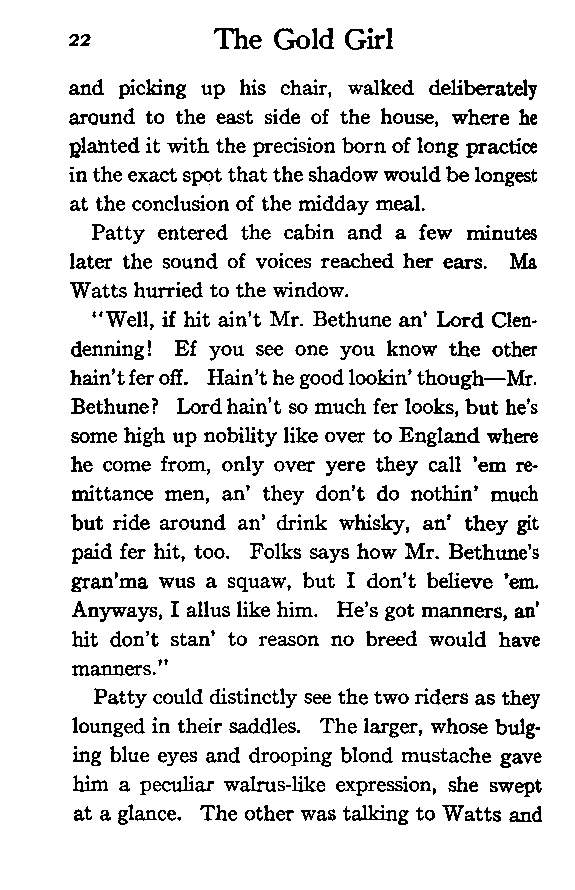 22 The Gold Girl
and picking up his chair, walked deliberately
around to the east side of the house, where he
planted it with the precision born of long practice
in the exact spot that the shadow would be longest
at the conclusion of the midday meal.
Patty entered the cabin and a few minutes
later the sound of voices reached her ears. Ma
Watts hurried to the window.
"Well, if hit ain't Mr. Bethune an' Lord Clen-
denning! Ef you see one you know the other
hain't fer off. Hain't he good lookin' though—Mr.
Bethune? Lord hain't so much fer looks, but he's
some high up nobility like over to England where
he come from, only over yere they call 'em re-
mittance men, an' they don't do nothin' much
but ride around an' drink whisky, an' they git
paid fer hit, too. Folks says how Mr. Bethune's
gran'ma wus a squaw, but I don't believe 'em.
Anyways, I allus like him. He's got manners, an'
hit don't stan' to reason no breed would have
manners."
Patty could distinctly see the two riders as they
lounged in their saddles. The larger, whose bulg-
ing blue eyes and drooping blond mustache gave
him a peculiar walrus-like expression, she swept
at a glance. The other was talking to Watts and